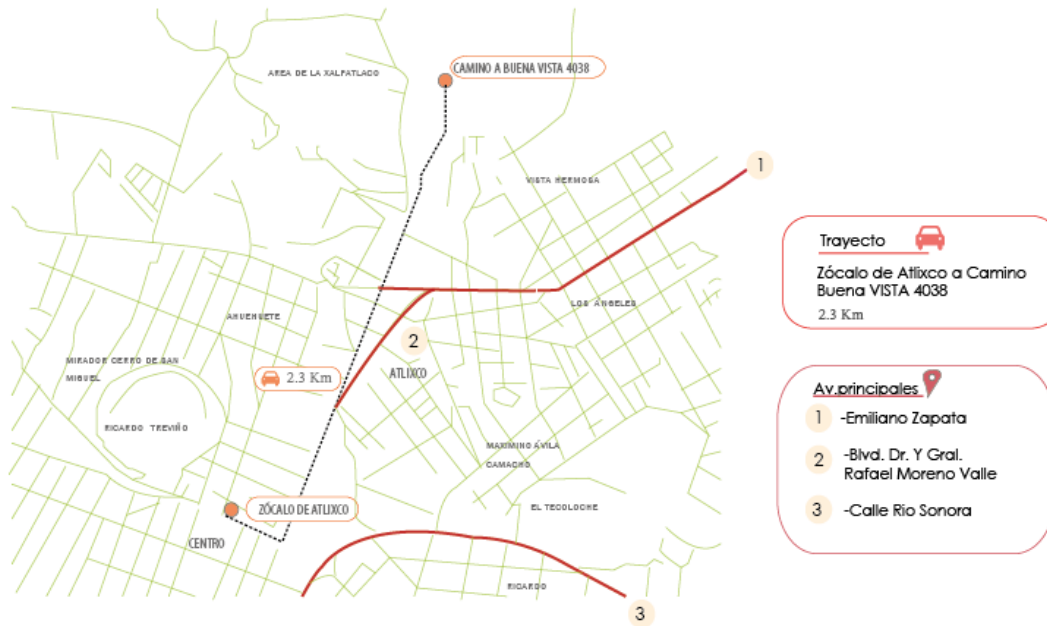 CAMINO A BUENA VISTA 4038
AREA DE LA XALPATLACO
1
VISTA HERMOSA
LOS ÁNGELES
AHUEHUETE
2
ATLIXCO
MIRADOR CERRO DE SAN
MIGUEL
2.3 Km
RICARDO TREVIÑO
MAXIMINO ÁVILA
CAMACHO
ZÓCALO DE ATLIXCO
EL TECOLOCHE
CENTRO
RICARDO
3
Trayecto
Zócalo de Atlixco a Camino
Buena VISTA 4038
2.3 Km
Av.principales
1 -Emiliano Zapata
2 -Blvd. Dr. Y Gral.
Rafael Moreno Valle
3 -Calle Rio Sonora